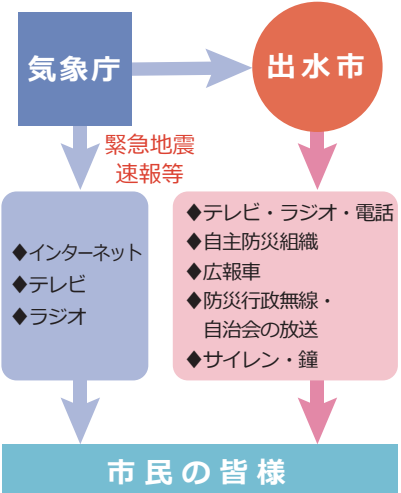 気象庁
出水市
緊急地震
速報等
◆インターネット
◆テレビ
◆ラジオ
◆テレビ・ラジオ・電話
◆自主防災組織
◆広報車
◆防災行政無線・
自治会の放送
◆サイレン・鐘
市民の皆様